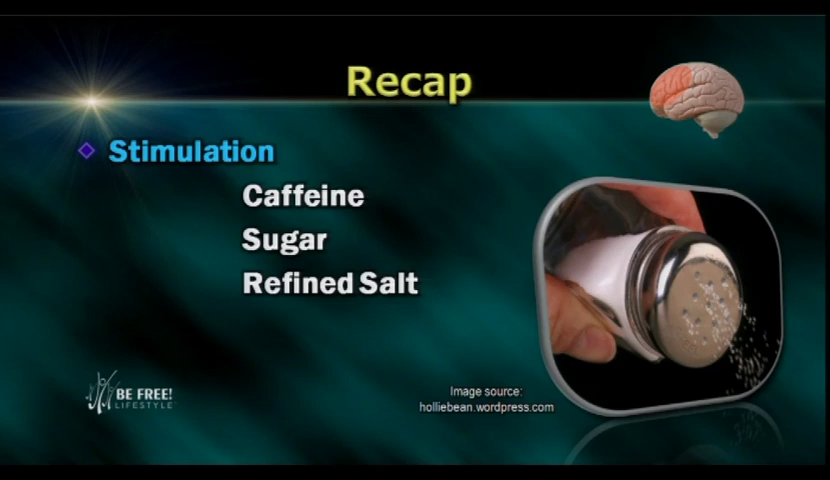 Recap
Stimulation
Caffeine
Sugar
Refined Salt
BE FREE!
LIFESTYLE
Image source:
holliebean.wordpress.com